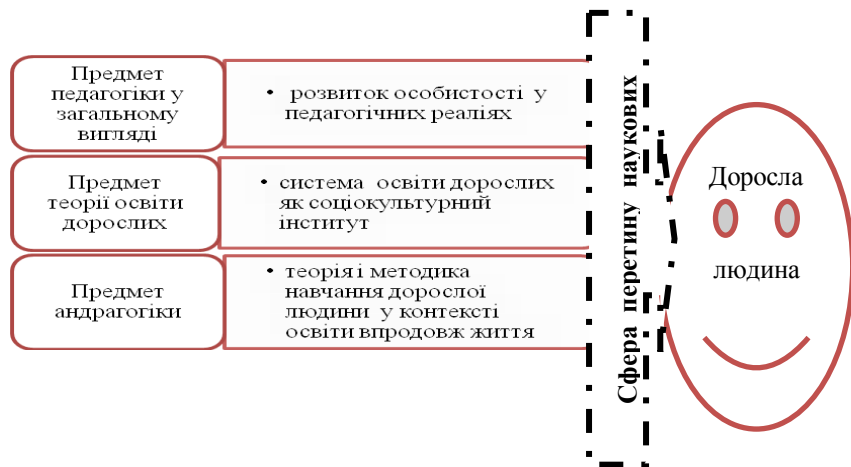 Предмет
педагогіки у
загальному
вигляді
• розвиток особистості у
педагогічних реаліях
Предмет
теорії освіти
дорослих
• система освіти дорослих
як соціокультурний
інститут
Предмет
андрагогіки
• теорія і методика
навчання дорослої
людини у контексті
освіти впродовж життя
Сфера перетину наукових
Доросла
людина